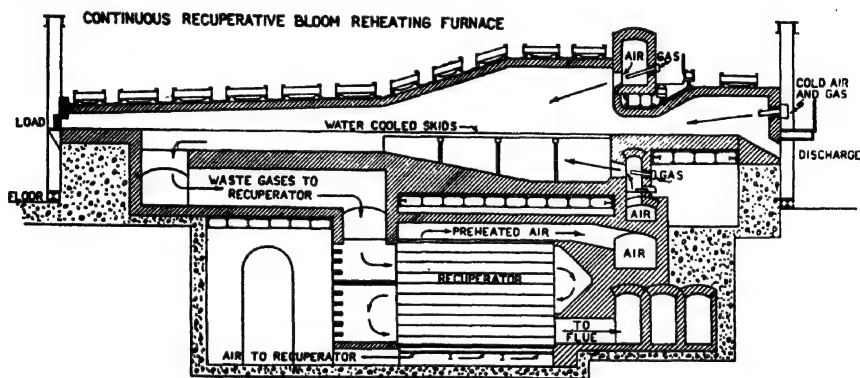 CONTINUOUS RECUPERATIVE BLOOM REHEATING FURNACE
AIR
GAS
COLD AIR
AND GAS
LOAD
WATER COOLED SKIDS
DISCHARGE
WASTE GASES TO
RECUPERATOR
GAS
FLOOR
AIR
PREHEATED AIR
AIR
RECUPERATOR
TO
FLUE
AIR TO RECUPERATOR